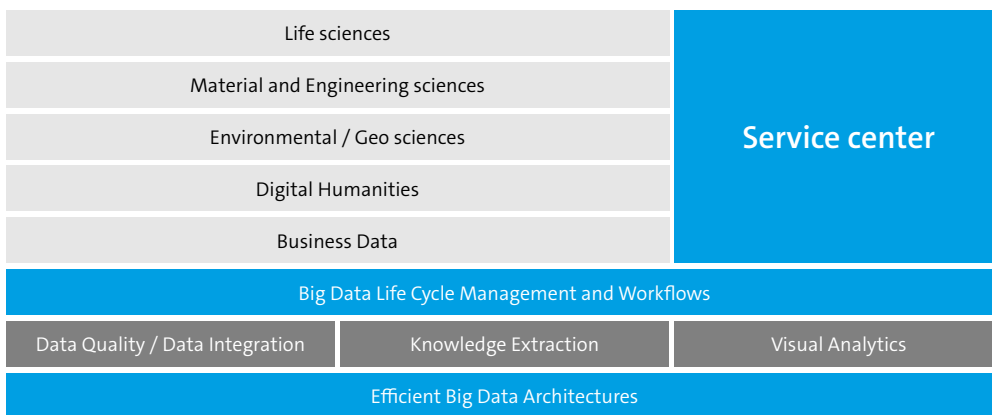 Life sciences
Material and Engineering sciences
Environmental / Geo sciences
Digital Humanities
Business Data
Service center
Big Data Life Cycle Management and Workflows
Data Quality / Data Integration
Knowledge Extraction
Visual Analytics
Efficient Big Data Architectures